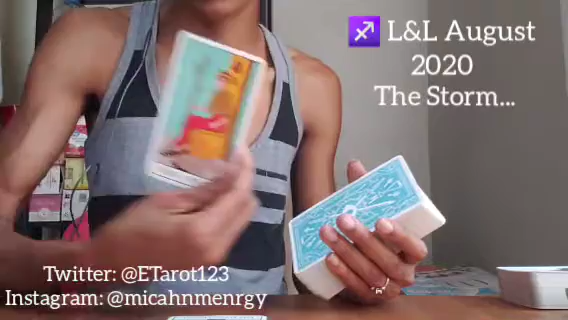 ♐ L&L August
2020
The Storm...
Twitter: @ETarot123
Instagram: @micahnmenrgy